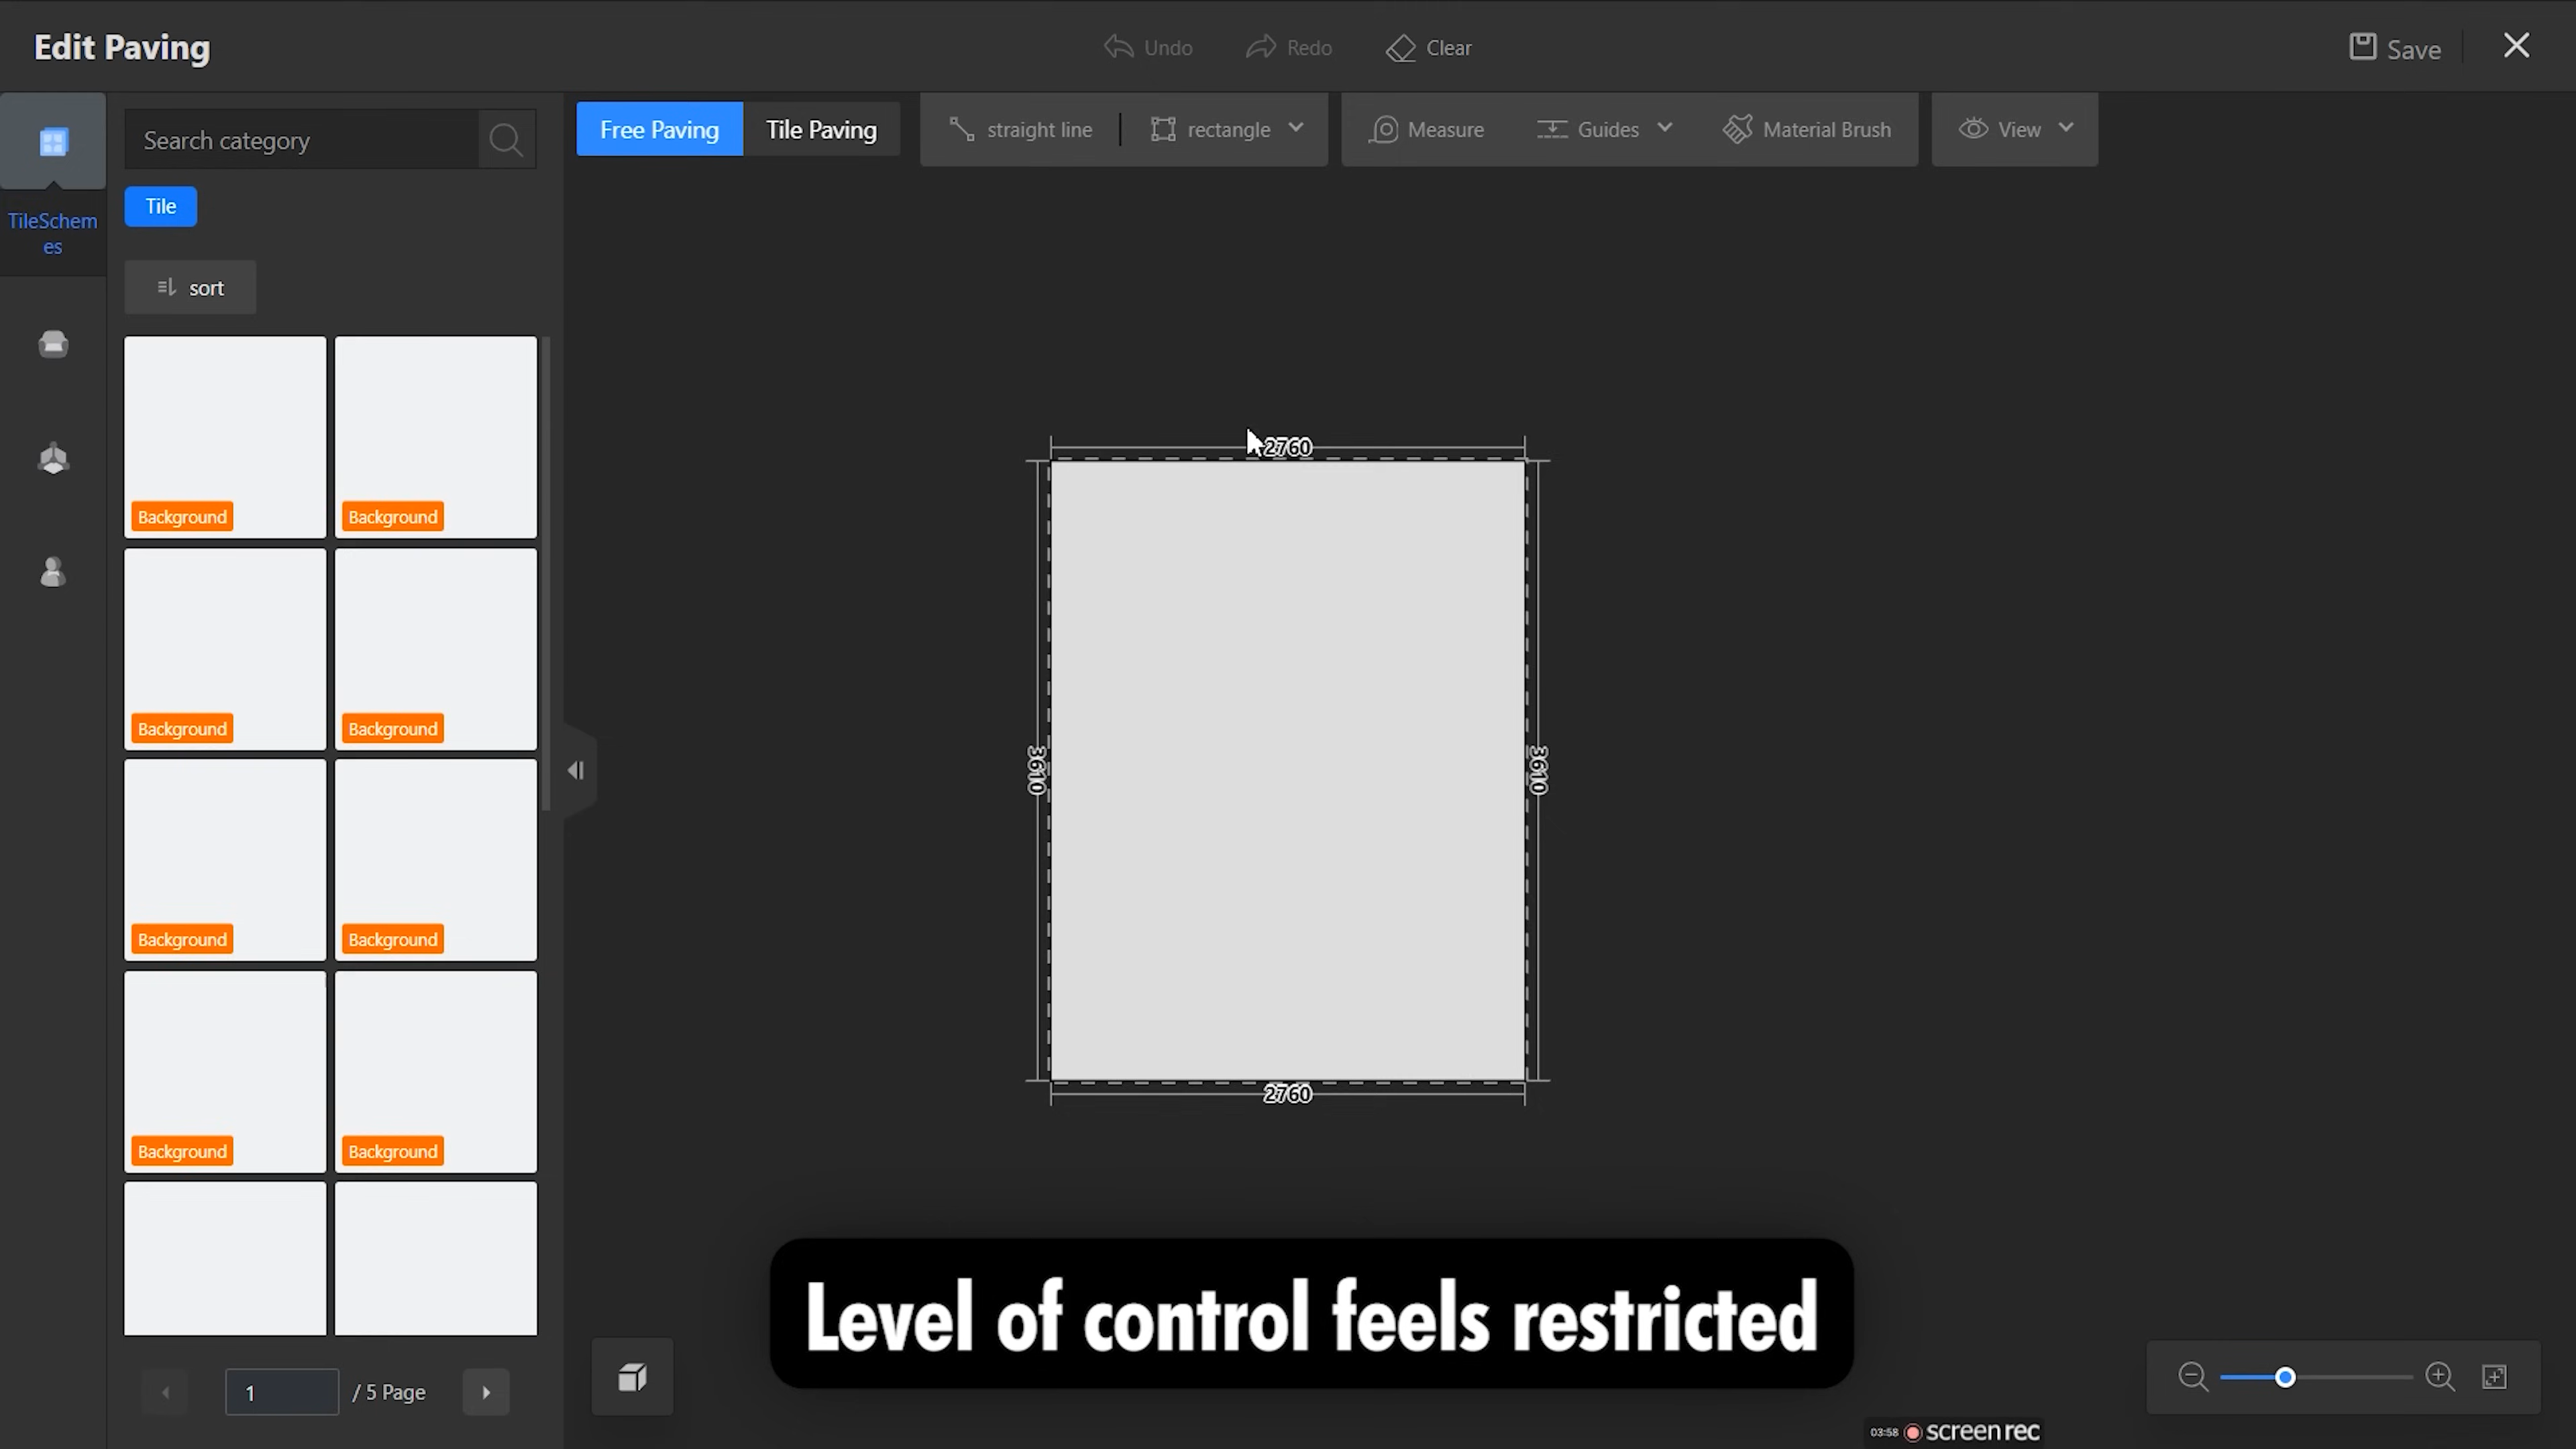 Edit Paving
Undo
Redo
Clear
Save
Search category
Free Paving
Tile Paving
straight line
rectangle
Measure
Guides
Material Brush
View
TileSchem
es
Tile
sort
Background
Background
Background
Background
Background
Background
Background
Background
2760
3610
3610
2760
Level of control feels restricted
1
/ 5 Page
03:58
screen rec